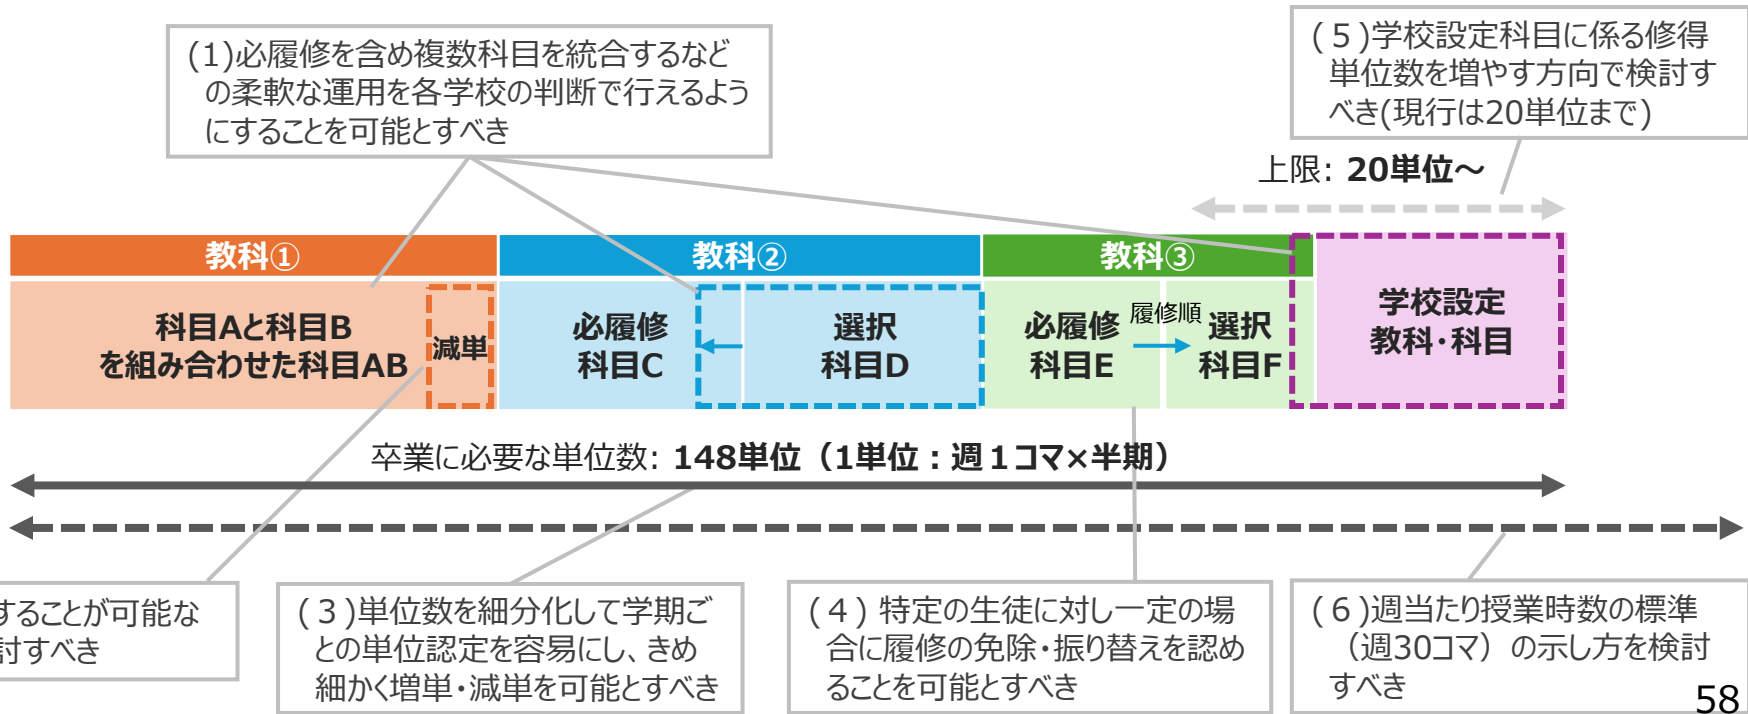 (1)必履修を含め複数科目を統合するなど
の柔軟な運用を各学校の判断で行えるよう
にすることを可能とすべき
(５)学校設定科目に係る修得
単位数を増やす方向で検討す
べき(現行は20単位まで)
上限: 20単位～
教科①
教科②
教科③
科目Aと科目B
を組み合わせた科目AB
減単
必履修
科目C
選択
科目D
必履修
科目E
履修順
選択
科目F
学校設定
教科・科目
卒業に必要な単位数: 148単位（1単位：週１コマ×半期）
することが可能な
討すべき
(３)単位数を細分化して学期ご
との単位認定を容易にし、きめ
細かく増単・減単を可能とすべき
(４) 特定の生徒に対し一定の場
合に履修の免除・振り替えを認め
ることを可能とすべき
(６)週当たり授業時数の標準
（週30コマ）の示し方を検討
すべき
58